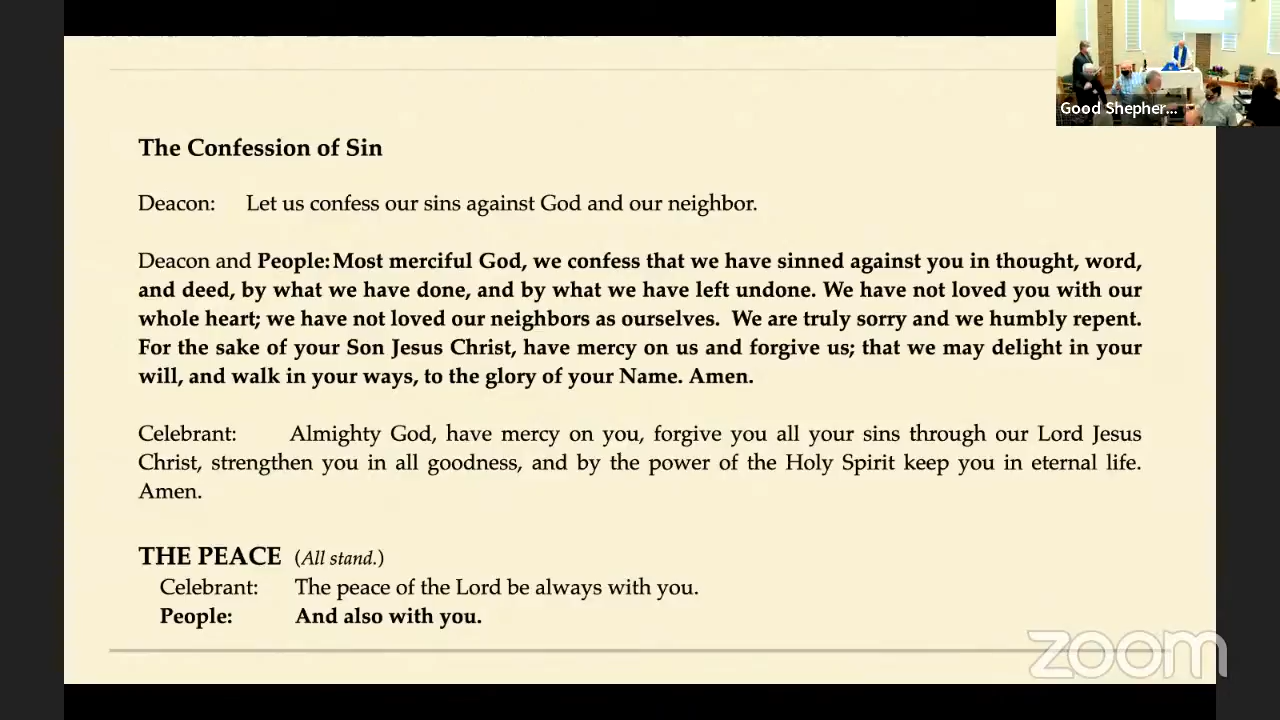 Good Shepher...
The Confession of Sin
Deacon: Let us confess our sins against God and our neighbor.
Deacon and People: Most merciful God, we confess that we have sinned against you in thought, word,
and deed, by what we have done, and by what we have left undone. We have not loved you with our
whole heart; we have not loved our neighbors as ourselves. We are truly sorry and we humbly repent.
For the sake of your Son Jesus Christ, have mercy on us and forgive us; that we may delight in your
will, and walk in your ways, to the glory of your Name. Amen.
Celebrant: Almighty God, have mercy on you, forgive you all your sins through our Lord Jesus
Christ, strengthen you in all goodness, and by the power of the Holy Spirit keep you in eternal life.
Amen.
THE PEACE (All stand.)
Celebrant: The peace of the Lord be always with you.
People: And also with you.
zoom